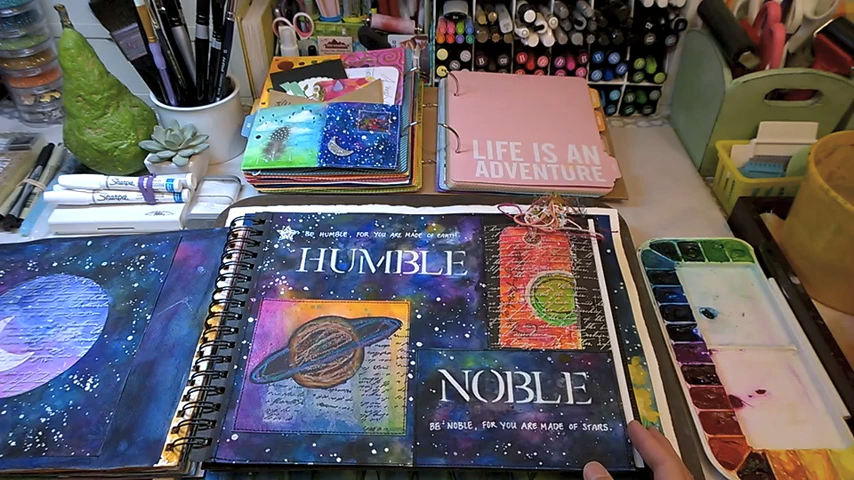 LIFE IS AN
ADVENTURE
BE HUMBLE, FOR YOU ARE MADE OF EARTH.
HUMBLE
NOBLE
BE NOBLE, FOR YOU ARE MADE OF STARS.
Sharpie
Sharpie